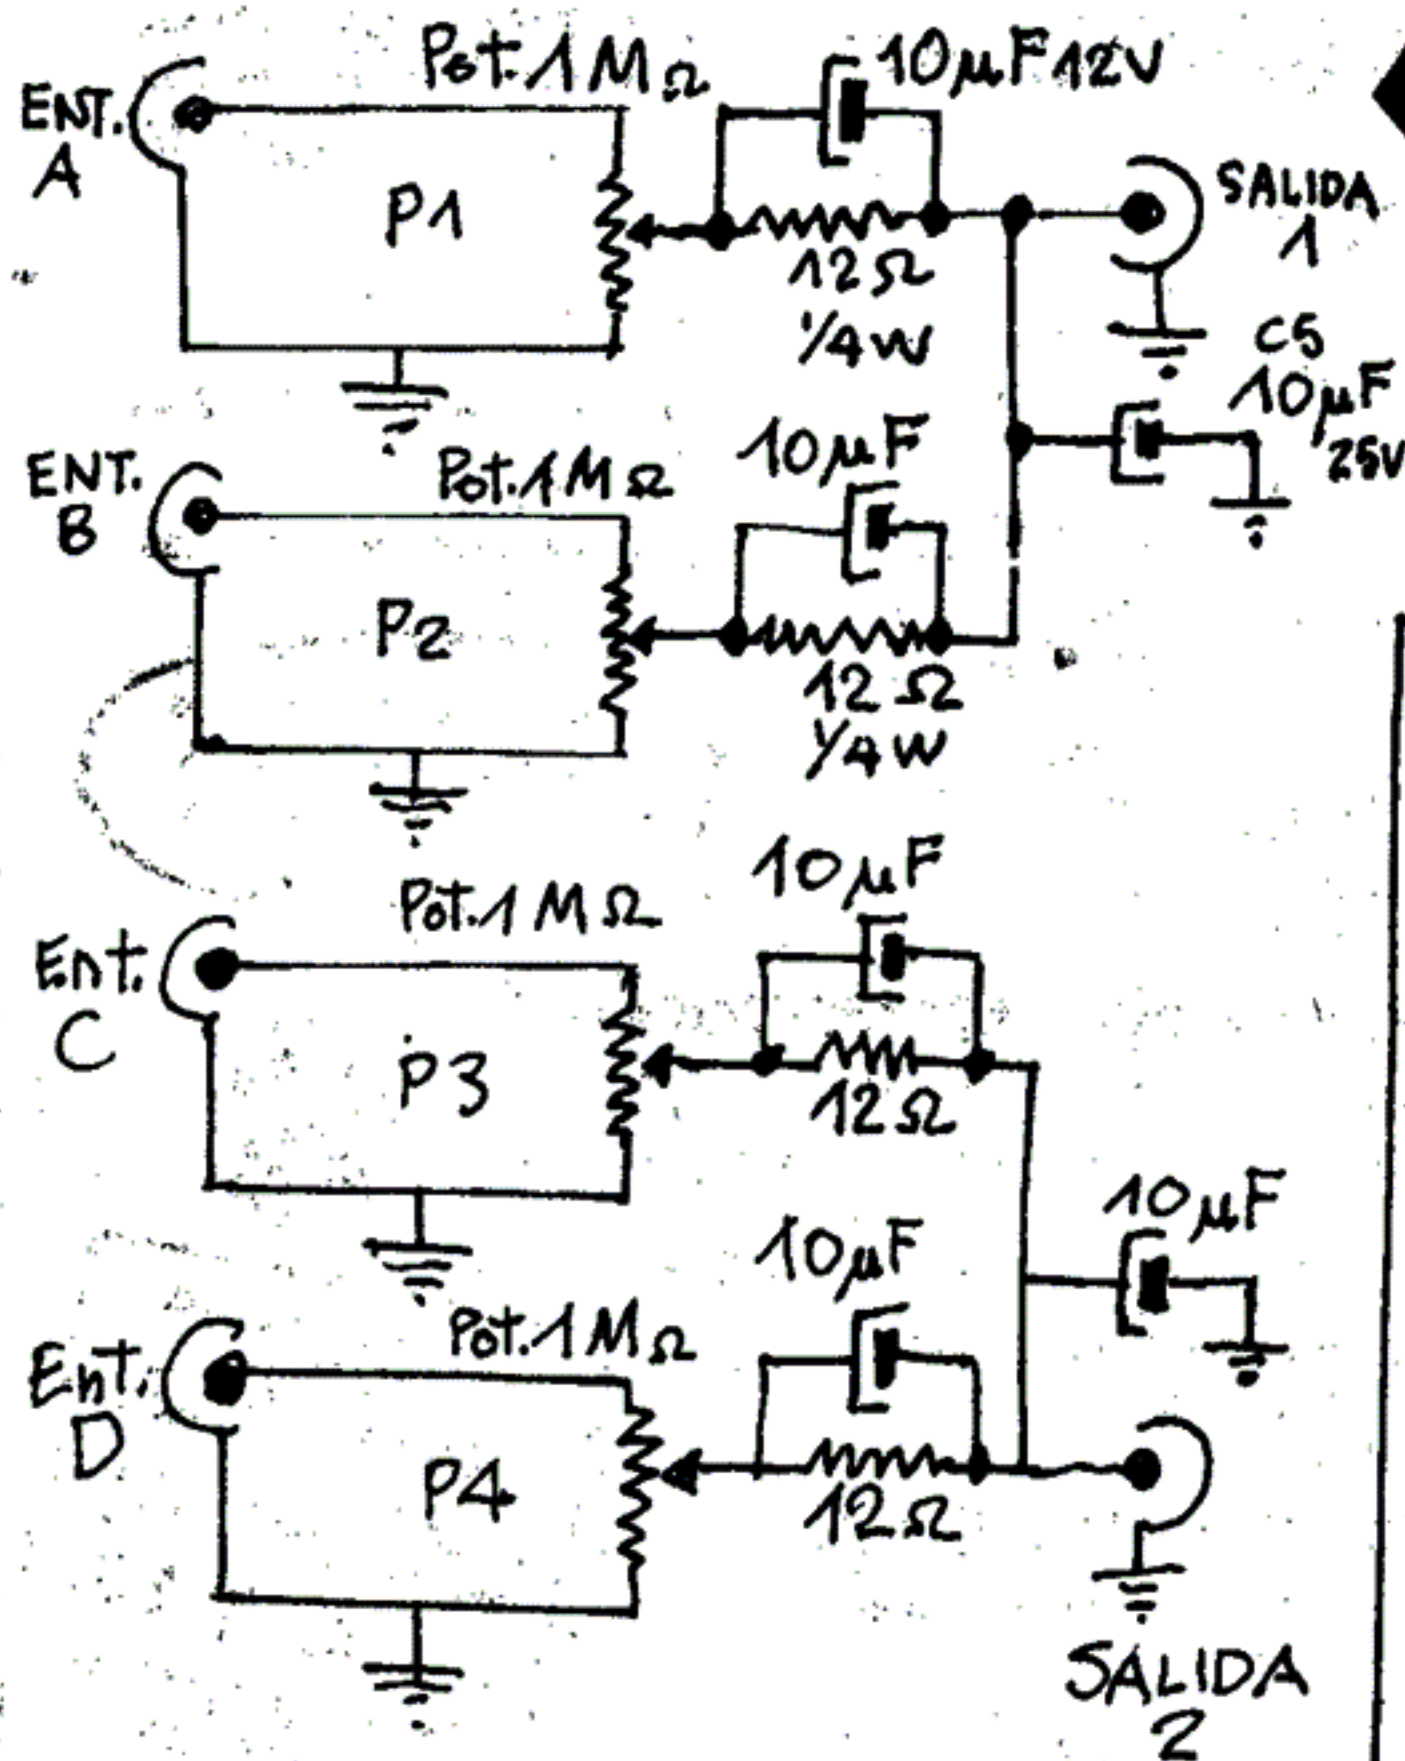 Pot. 1 MΩ
10µF 12V
ENT.
A
P1
12Ω
1/4 W
SALIDA
1
C5
10µF
25V
ENT.
B
Pot. 1 MΩ
10µF
P2
12Ω
1/4 W
10µF
Pot. 1 MΩ
Ent.
C
P3
12Ω
10µF
10µF
Pot. 1 MΩ
Ent.
D
P4
12Ω
SALIDA
2